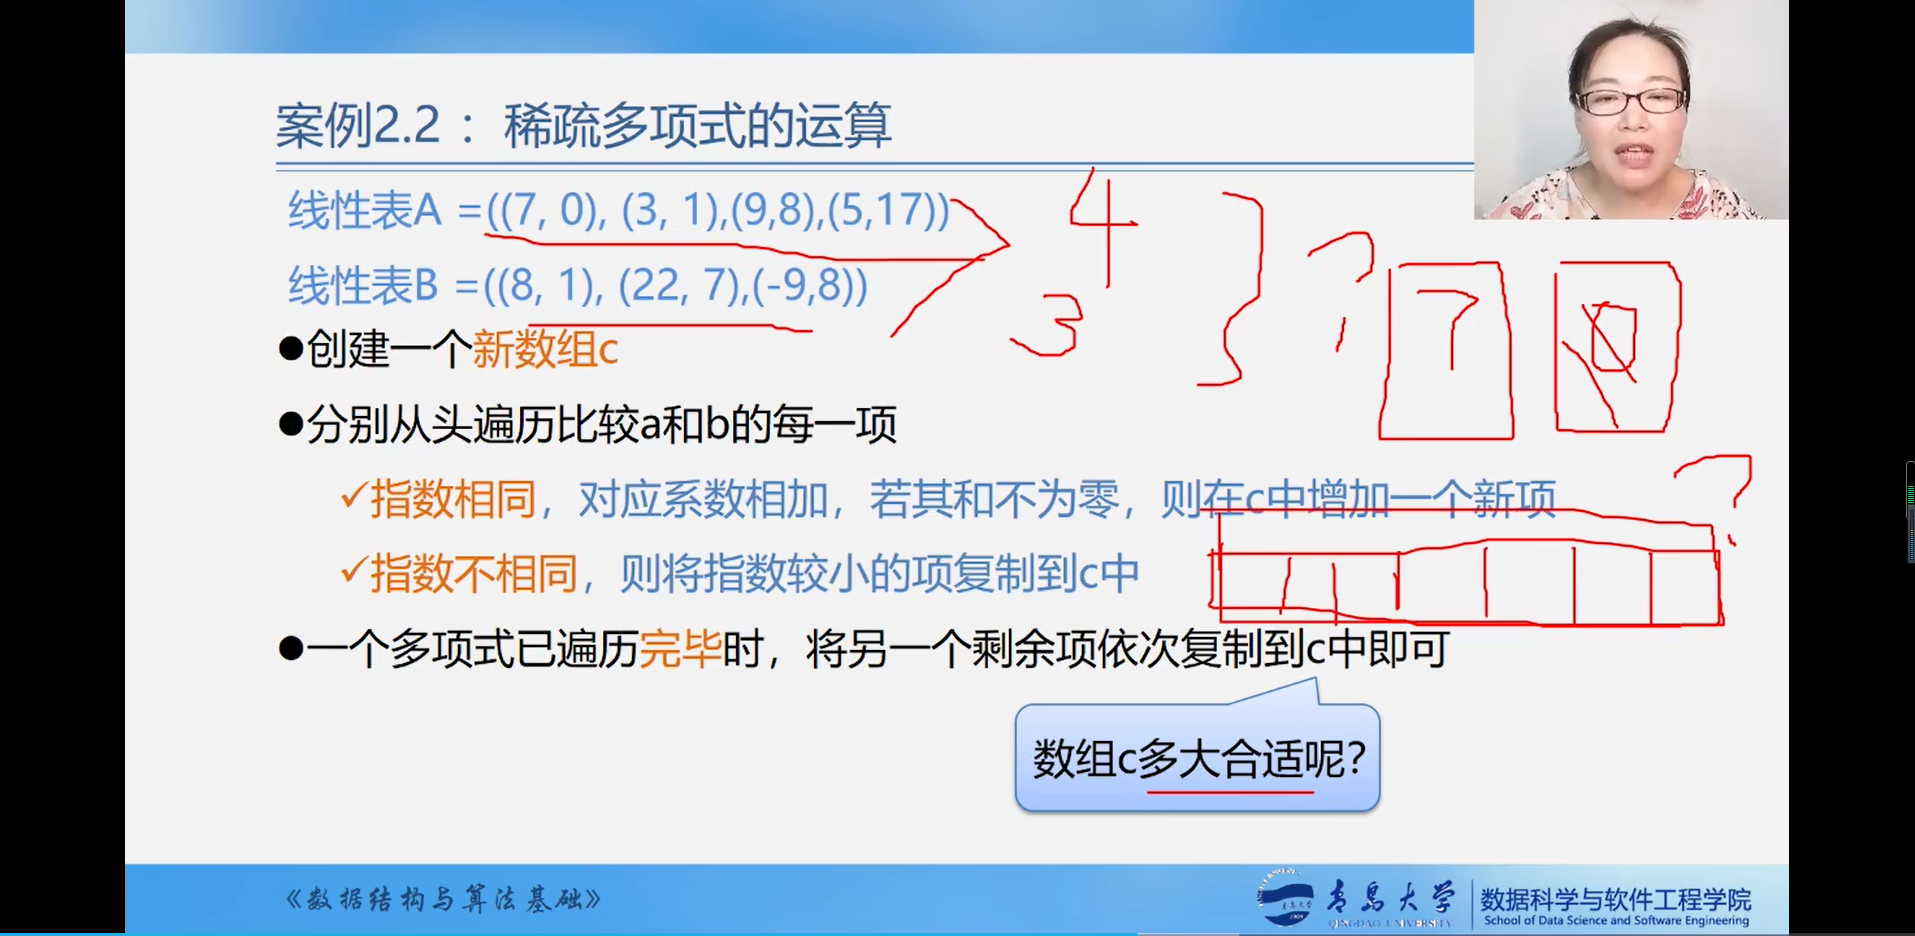 案例2.2：稀疏多项式的运算
线性表A =((7, 0), (3, 1),(9,8),(5,17))
线性表B =((8, 1), (22, 7),(-9,8))
4
3
?
7
0
?
●创建一个新数组c
●分别从头遍历比较a和b的每一项
✓指数相同，对应系数相加，若其和不为零，则在c中增加一个新项
✓指数不相同，则将指数较小的项复制到c中
●一个多项式已遍历完毕时，将另一个剩余项依次复制到c中即可
数组c多大合适呢?
《数据结构与算法基础》
青岛大学
QINGDAO UNIVERSITY
数据科学与软件工程学院
School of Data Science and Software Engineering